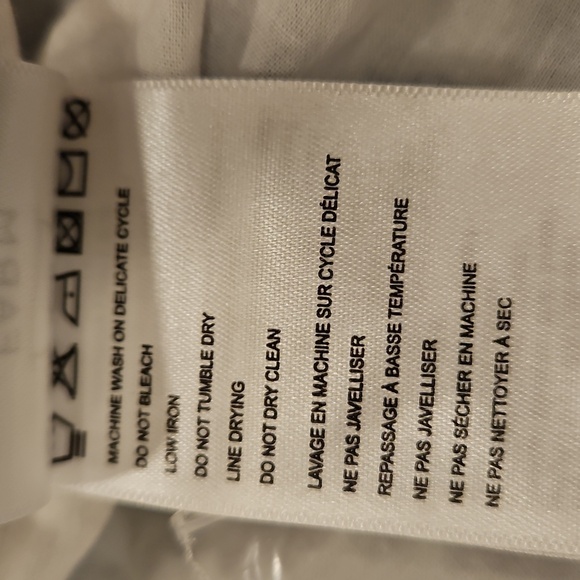 MACHINE WASH ON DELICATE CYCLE
DO NOT BLEACH
LOW IRON
DO NOT TUMBLE DRY
LINE DRYING
DO NOT DRY CLEAN
LAVAGE EN MACHINE SUR CYCLE DÉLICAT
NE PAS JAVELLISER
REPASSAGE À BASSE TEMPÉRATURE
NE PAS JAVELLISER
NE PAS SÉCHER EN MACHINE
NE PAS NETTOYER À SEC